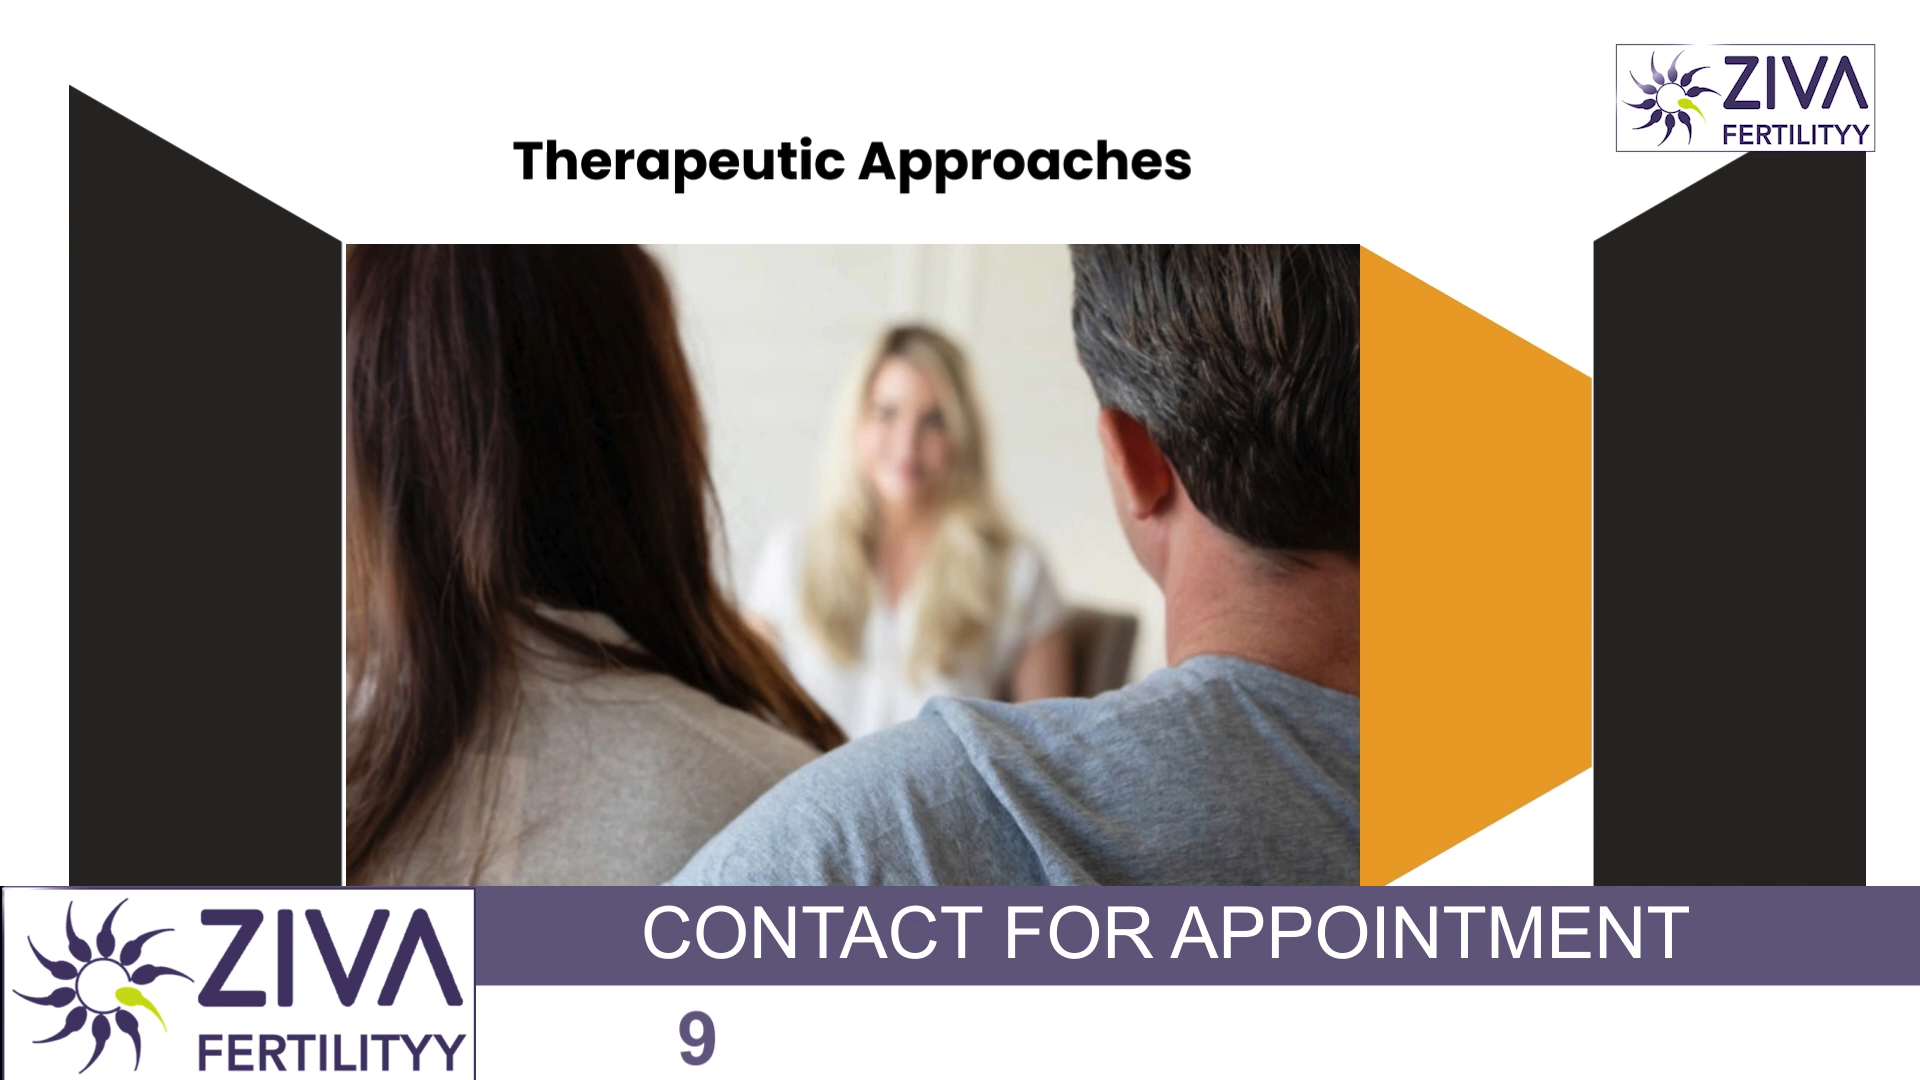 ZIVA
FERTILITYY
Therapeutic Approaches
CONTACT FOR APPOINTMENT
ZIVA
FERTILITYY
9